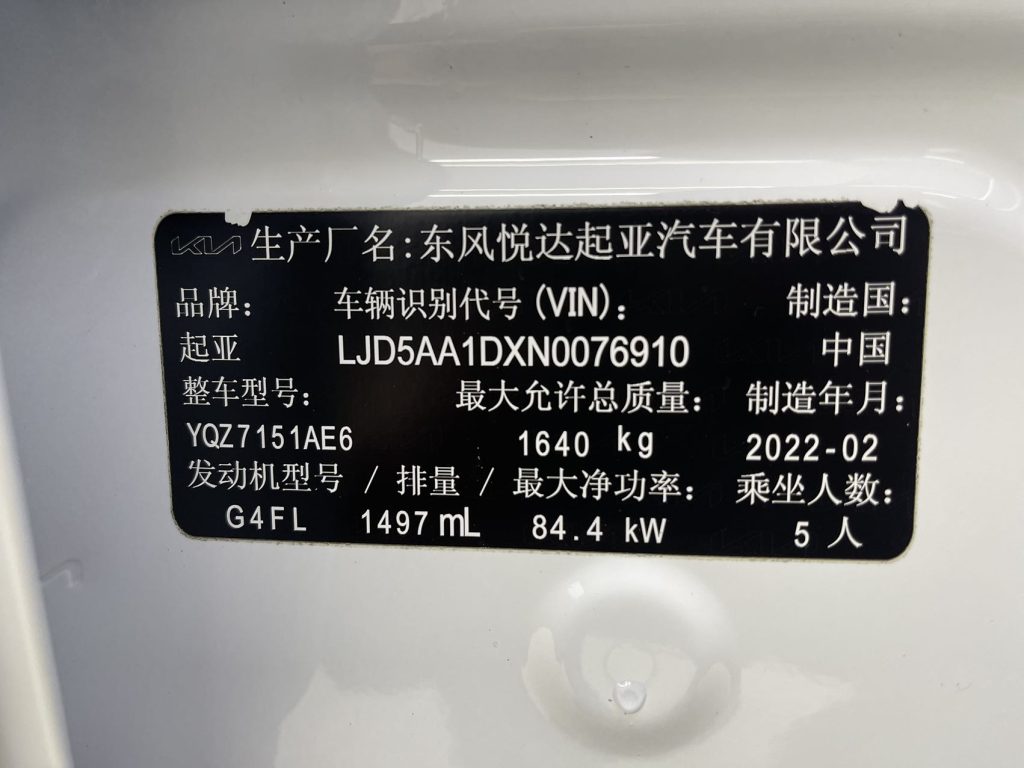 KIA 生产厂名:东风悦达起亚汽车有限公司
品牌: 车辆识别代号(VIN): 制造国:
起亚 LJD5AA1DXN0076910 中国
整车型号: 最大允许总质量: 制造年月:
YQZ7151AE6 1640 kg 2022-02
发动机型号 / 排量 / 最大净功率: 乘坐人数:
G4FL 1497 mL 84.4 kW 5 人